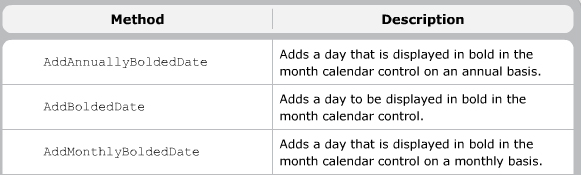 Method Description
AddAnnuallyBoldedDate
Adds a day that is displayed in bold in the
month calendar control on an annual basis.
AddBoldedDate
Adds a day to be displayed in bold in the
month calendar control.
AddMonthlyBoldedDate
Adds a day that is displayed in bold in the
month calendar control on a monthly basis.